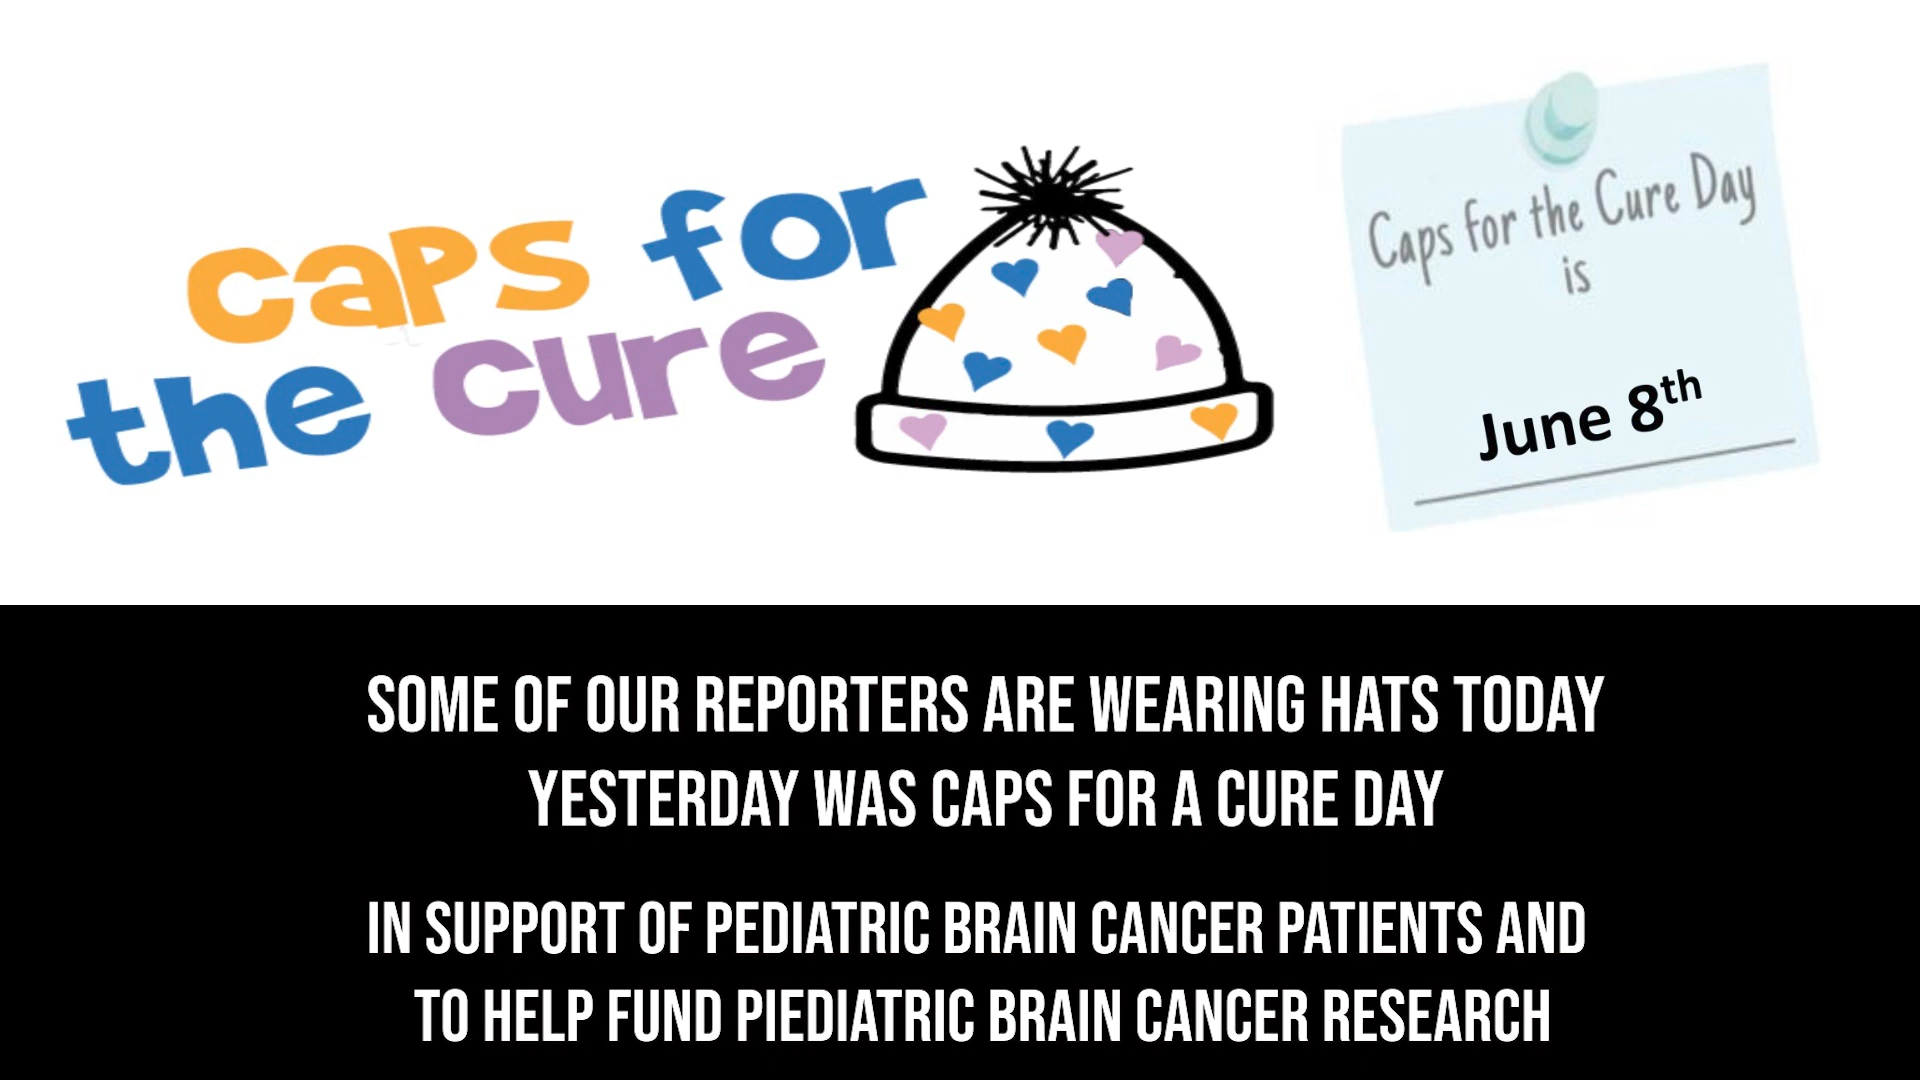 caps for
the cure
Caps for the Cure Day
is
June 8th
SOME OF OUR REPORTERS ARE WEARING HATS TODAY
YESTERDAY WAS CAPS FOR A CURE DAY
IN SUPPORT OF PEDIATRIC BRAIN CANCER PATIENTS AND
TO HELP FUND PIEDIATRIC BRAIN CANCER RESEARCH